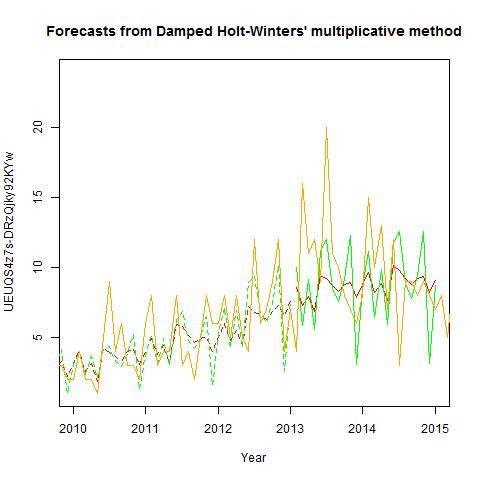 Forecasts from Damped Holt-Winters' multiplicative method
UEUQS4z7s-DRzQjky92KYw
20
15
10
5
2010 2011 2012 2013 2014 2015
Year